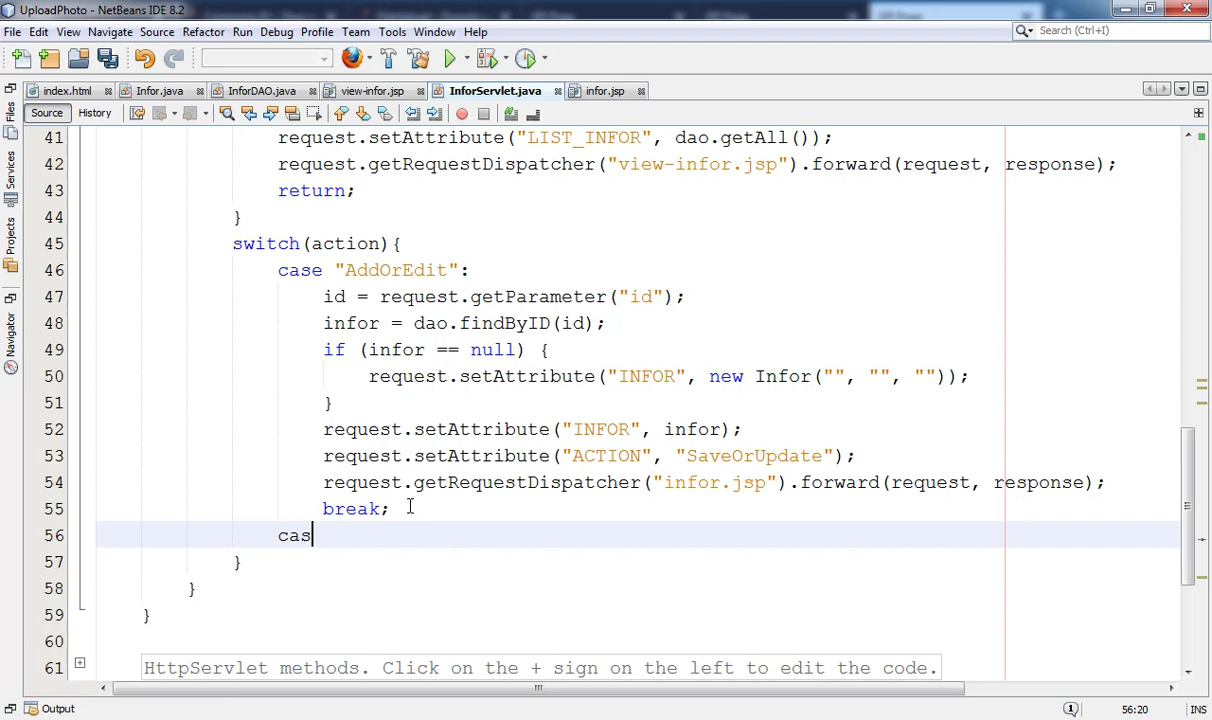 UploadPhoto - NetBeans IDE 8.2
File Edit View Navigate Source Refactor Run Debug Profile Team Tools Window Help
Search (Ctrl+I)
index.html Infor.java InforDAO.java view-infor.jsp InforServlet.java infor.jsp
Source History
Files
Services
Projects
Navigator
41 request.setAttribute("LIST_INFOR", dao.getAll());
42 request.getRequestDispatcher("view-infor.jsp").forward(request, response);
43 return;
44 }
45 switch(action){
46 case "AddOrEdit":
47 id = request.getParameter("id");
48 infor = dao.findByID(id);
49 if (infor == null) {
50 request.setAttribute("INFOR", new Infor("", "", ""));
51 }
52 request.setAttribute("INFOR", infor);
53 request.setAttribute("ACTION", "SaveOrUpdate");
54 request.getRequestDispatcher("infor.jsp").forward(request, response);
55 break;
56 cas
57 }
58 }
59 }
60
61 HttpServlet methods. Click on the + sign on the left to edit the code.
Output 1 56:20 INS